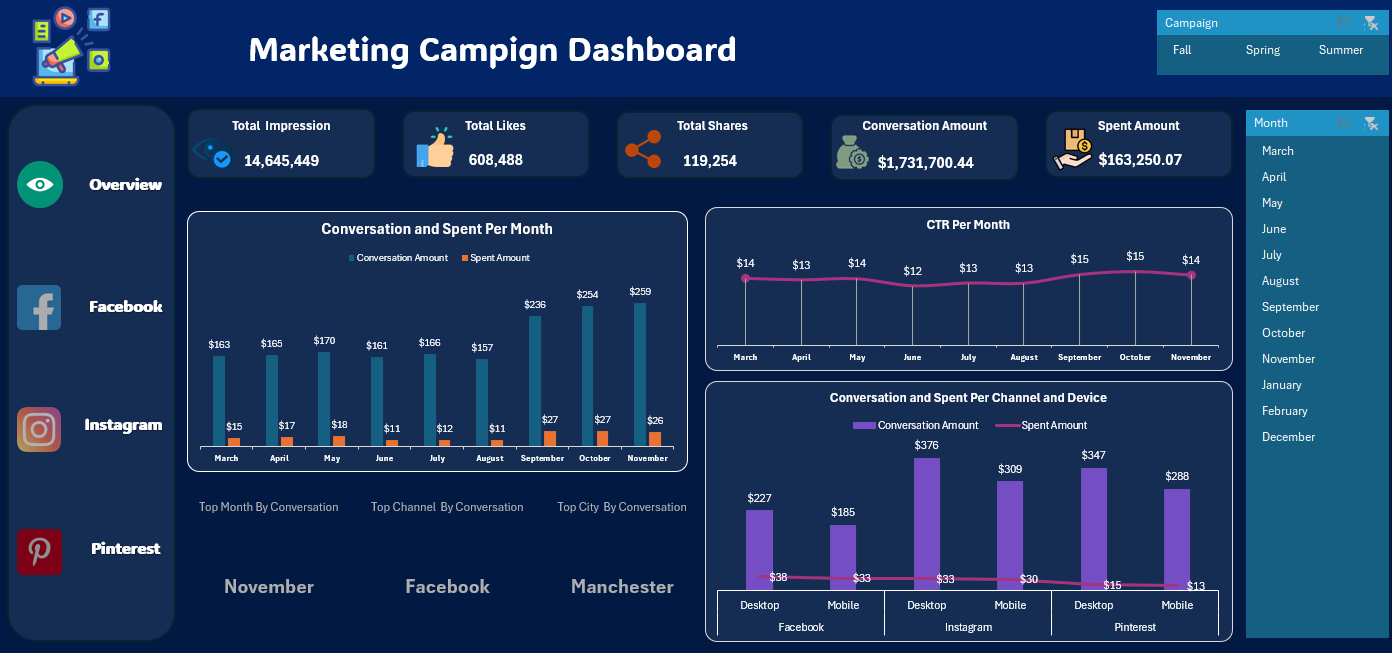 Marketing Campign Dashboard
Campaign
Fall Spring Summer
Overview
Facebook
Instagram
Pinterest
Total Impression
14,645,449
Total Likes
608,488
Total Shares
119,254
Conversation Amount
$1,731,700.44
Spent Amount
$163,250.07
Month
March
April
May
June
July
August
September
October
November
January
February
December
Conversation and Spent Per Month
Conversation Amount Spent Amount
$163 $165 $170 $161 $166 $157 $236 $254 $259
$15 $17 $18 $11 $12 $11 $27 $27 $26
March April May June July August September October November
CTR Per Month
$14 $13 $14 $12 $13 $13 $15 $15 $14
March April May June July August September October November
Top Month By Conversation
November
Top Channel By Conversation
Facebook
Top City By Conversation
Manchester
Conversation and Spent Per Channel and Device
Conversation Amount Spent Amount
$227 $185 $376 $309 $347 $288
$38 $33 $33 $30 $15 $13
Desktop Mobile Desktop Mobile Desktop Mobile
Facebook Instagram Pinterest